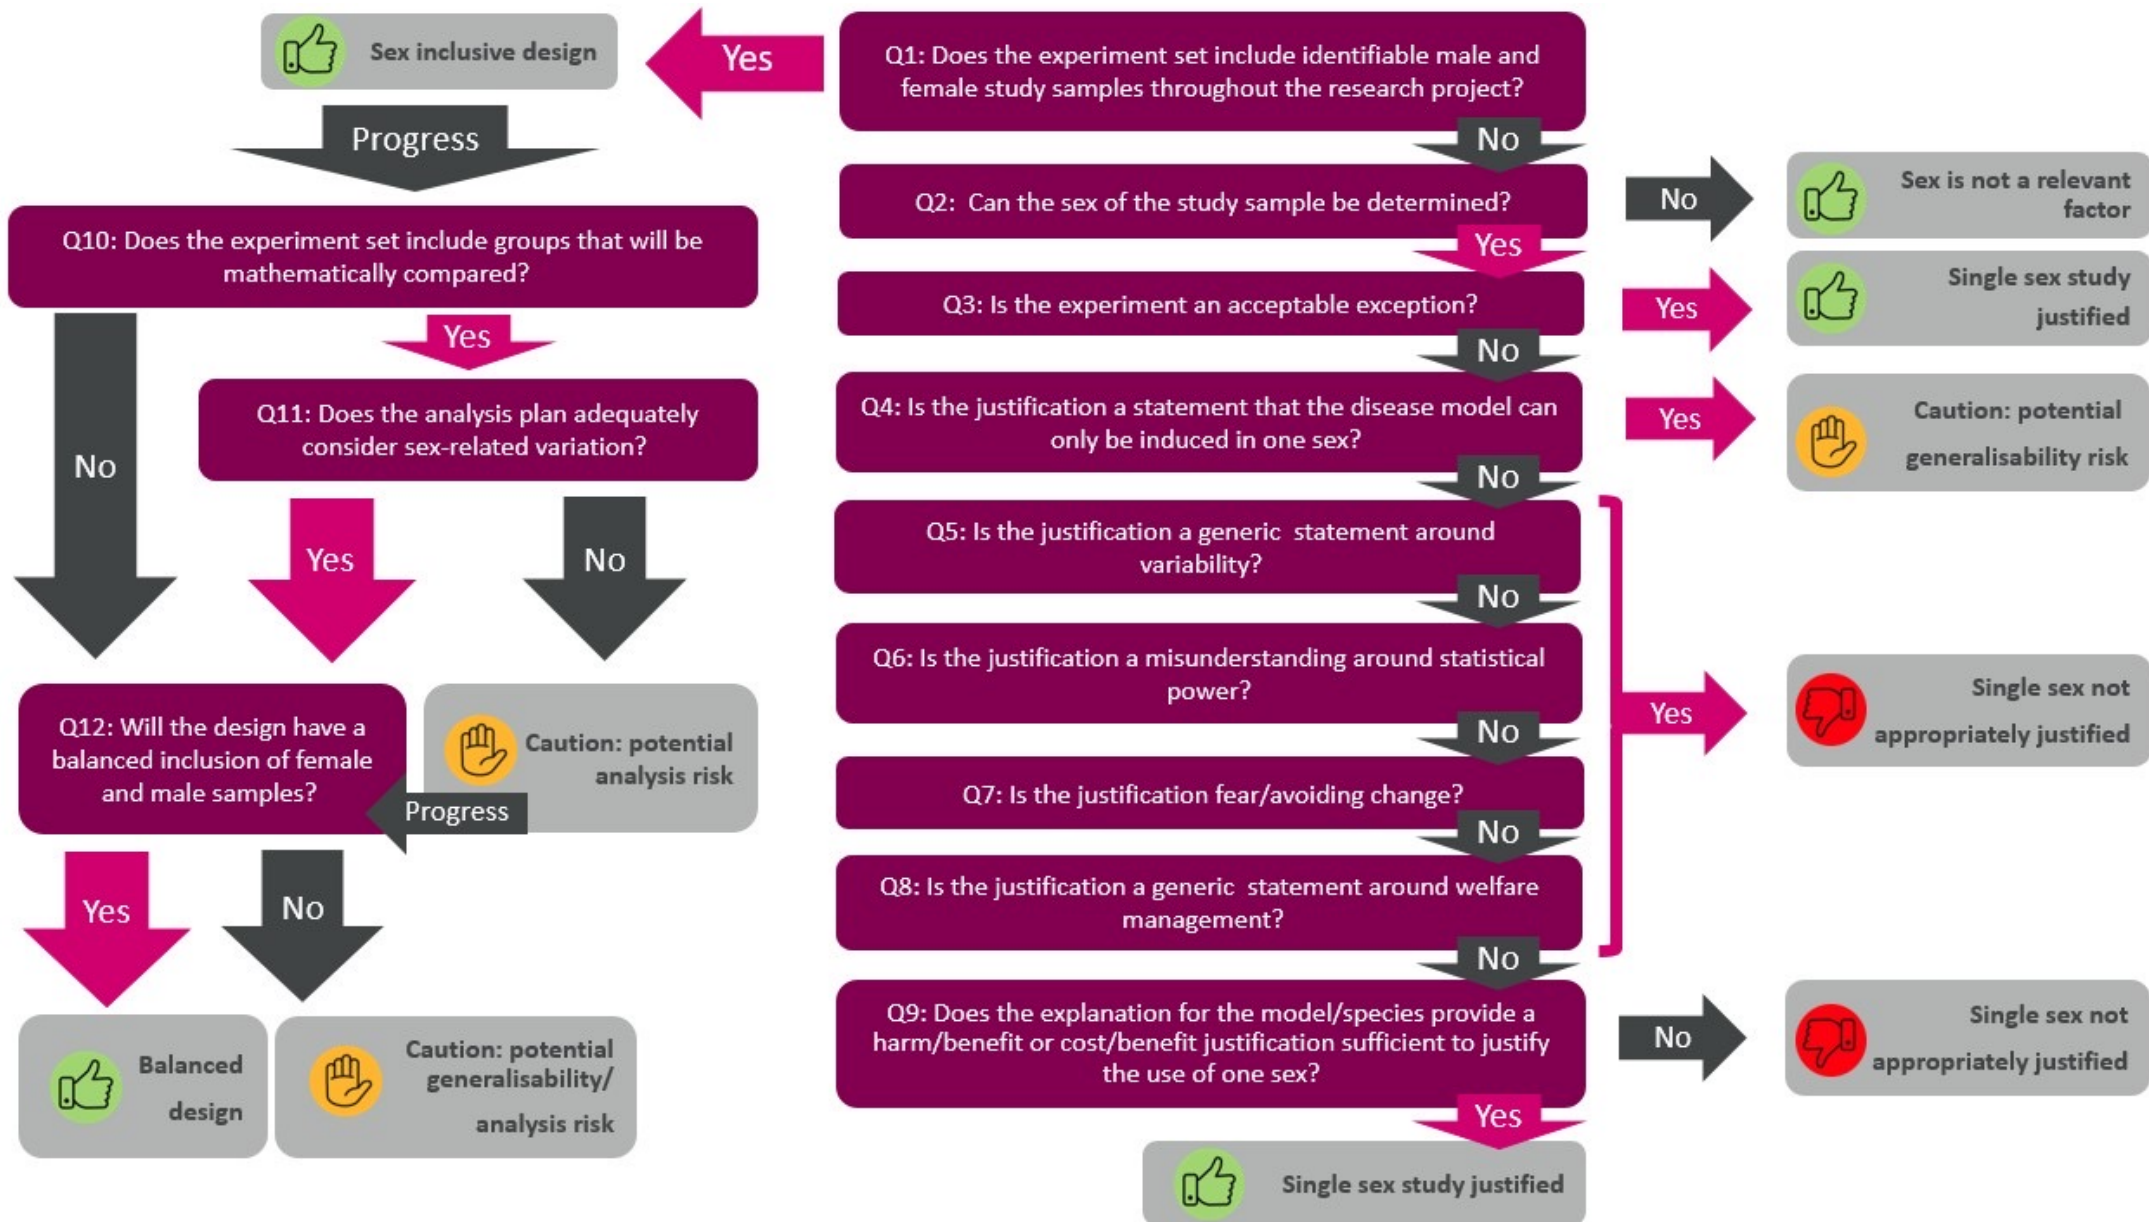 Sex inclusive design
Yes
Q1: Does the experiment set include identifiable male and
female study samples throughout the research project?
Progress
No
Q2: Can the sex of the study sample be determined?
No
Sex is not a relevant
factor
Yes
Q10: Does the experiment set include groups that will be
mathematically compared?
Q3: Is the experiment an acceptable exception?
Yes
Single sex study
justified
No
Yes
No
Q11: Does the analysis plan adequately
consider sex-related variation?
Q4: Is the justification a statement that the disease model can
only be induced in one sex?
Yes
Caution: potential
generalisability risk
No
Yes
No
Q5: Is the justification a generic statement around
variability?
No
Q6: Is the justification a misunderstanding around statistical
power?
No
Yes
Single sex not
appropriately justified
Q12: Will the design have a
balanced inclusion of female
and male samples?
Caution: potential
analysis risk
Progress
Q7: Is the justification fear/avoiding change?
No
Q8: Is the justification a generic statement around welfare
management?
No
Yes
No
Q9: Does the explanation for the model/species provide a
harm/benefit or cost/benefit justification sufficient to justify
the use of one sex?
No
Single sex not
appropriately justified
Balanced
design
Caution: potential
generalisability/
analysis risk
Yes
Single sex study justified